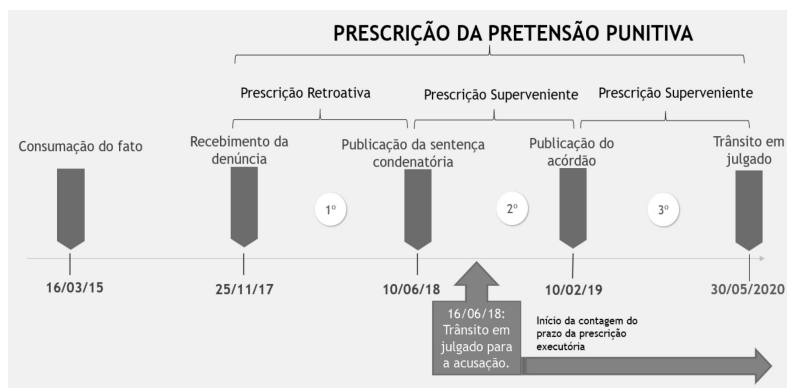 PRESCRIÇÃO DA PRETENSÃO PUNITIVA
Prescrição Retroativa
Prescrição Superveniente
Prescrição Superveniente
Consumação do fato
Recebimento da
denúncia
Publicação da sentença
condenatória
Publicação do
acórdão
Trânsito em
julgado
1º
2º
3º
16/03/15
25/11/17
10/06/18
10/02/19
30/05/2020
16/06/18:
Trânsito em
julgado para
a acusação.
Início da contagem do
prazo da prescrição
executória